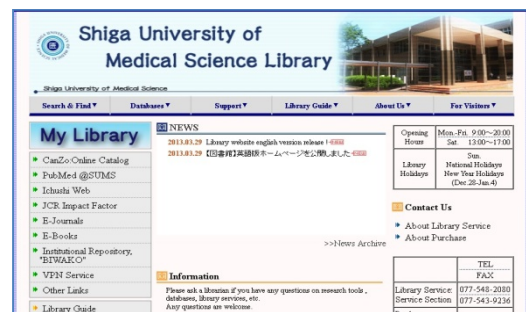 Shiga University of
Medical Science Library
Shiga University of Medical Science
Search & Find▼ Databases▼ Support▼ Library Guide▼ About Us▼ For Visitors▼
My Library
CanZo:Online Catalog
PubMed @SUMS
Ichushi Web
JCR Impact Factor
E-Journals
E-Books
Institutional Repository,
"BIWAKO"
VPN Service
Other Links
Library Guide
NEWS
2013.03.29 Library website english version release !
2013.03.29 【図書館】英語版ホームページを公開しました
>>News Archive
Information
Please ask a librarian if you have any questions on research tools ,
databases, library services, etc.
Any questions are welcome.
Opening Hours
Mon.-Fri. 9:00~20:00
Sat. 13:00~17:00
Library Holidays
Sun.
National Holidays
New Year Holidays
(Dec.28-Jan.4)
Contact Us
About Library Service
About Purchase
TEL
FAX
Library Service: 077-548-2080
Service Section 077-543-9236